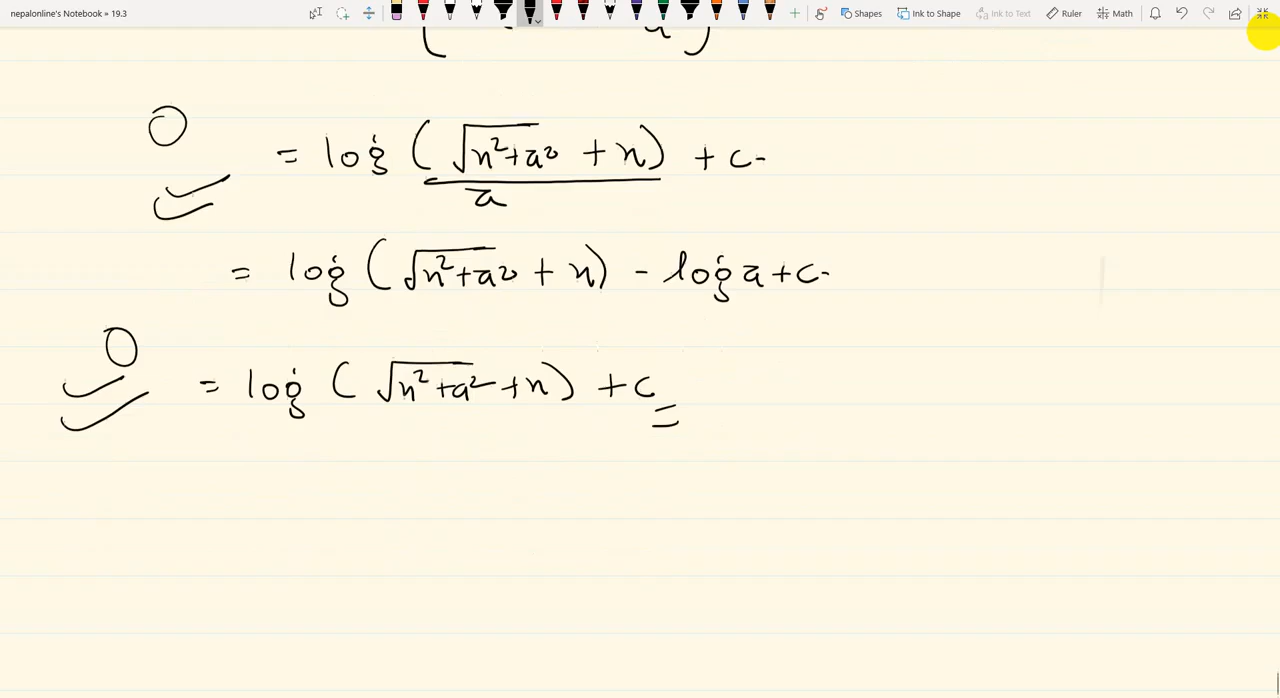 nepalonline's Notebook » 19.3
Shapes Ink to Shape Ink to Text Ruler Math
= log (√x²+a² + x) / a + c
= log (√x²+a² + x) - log a + c
= log (√x²+a² + x) + c